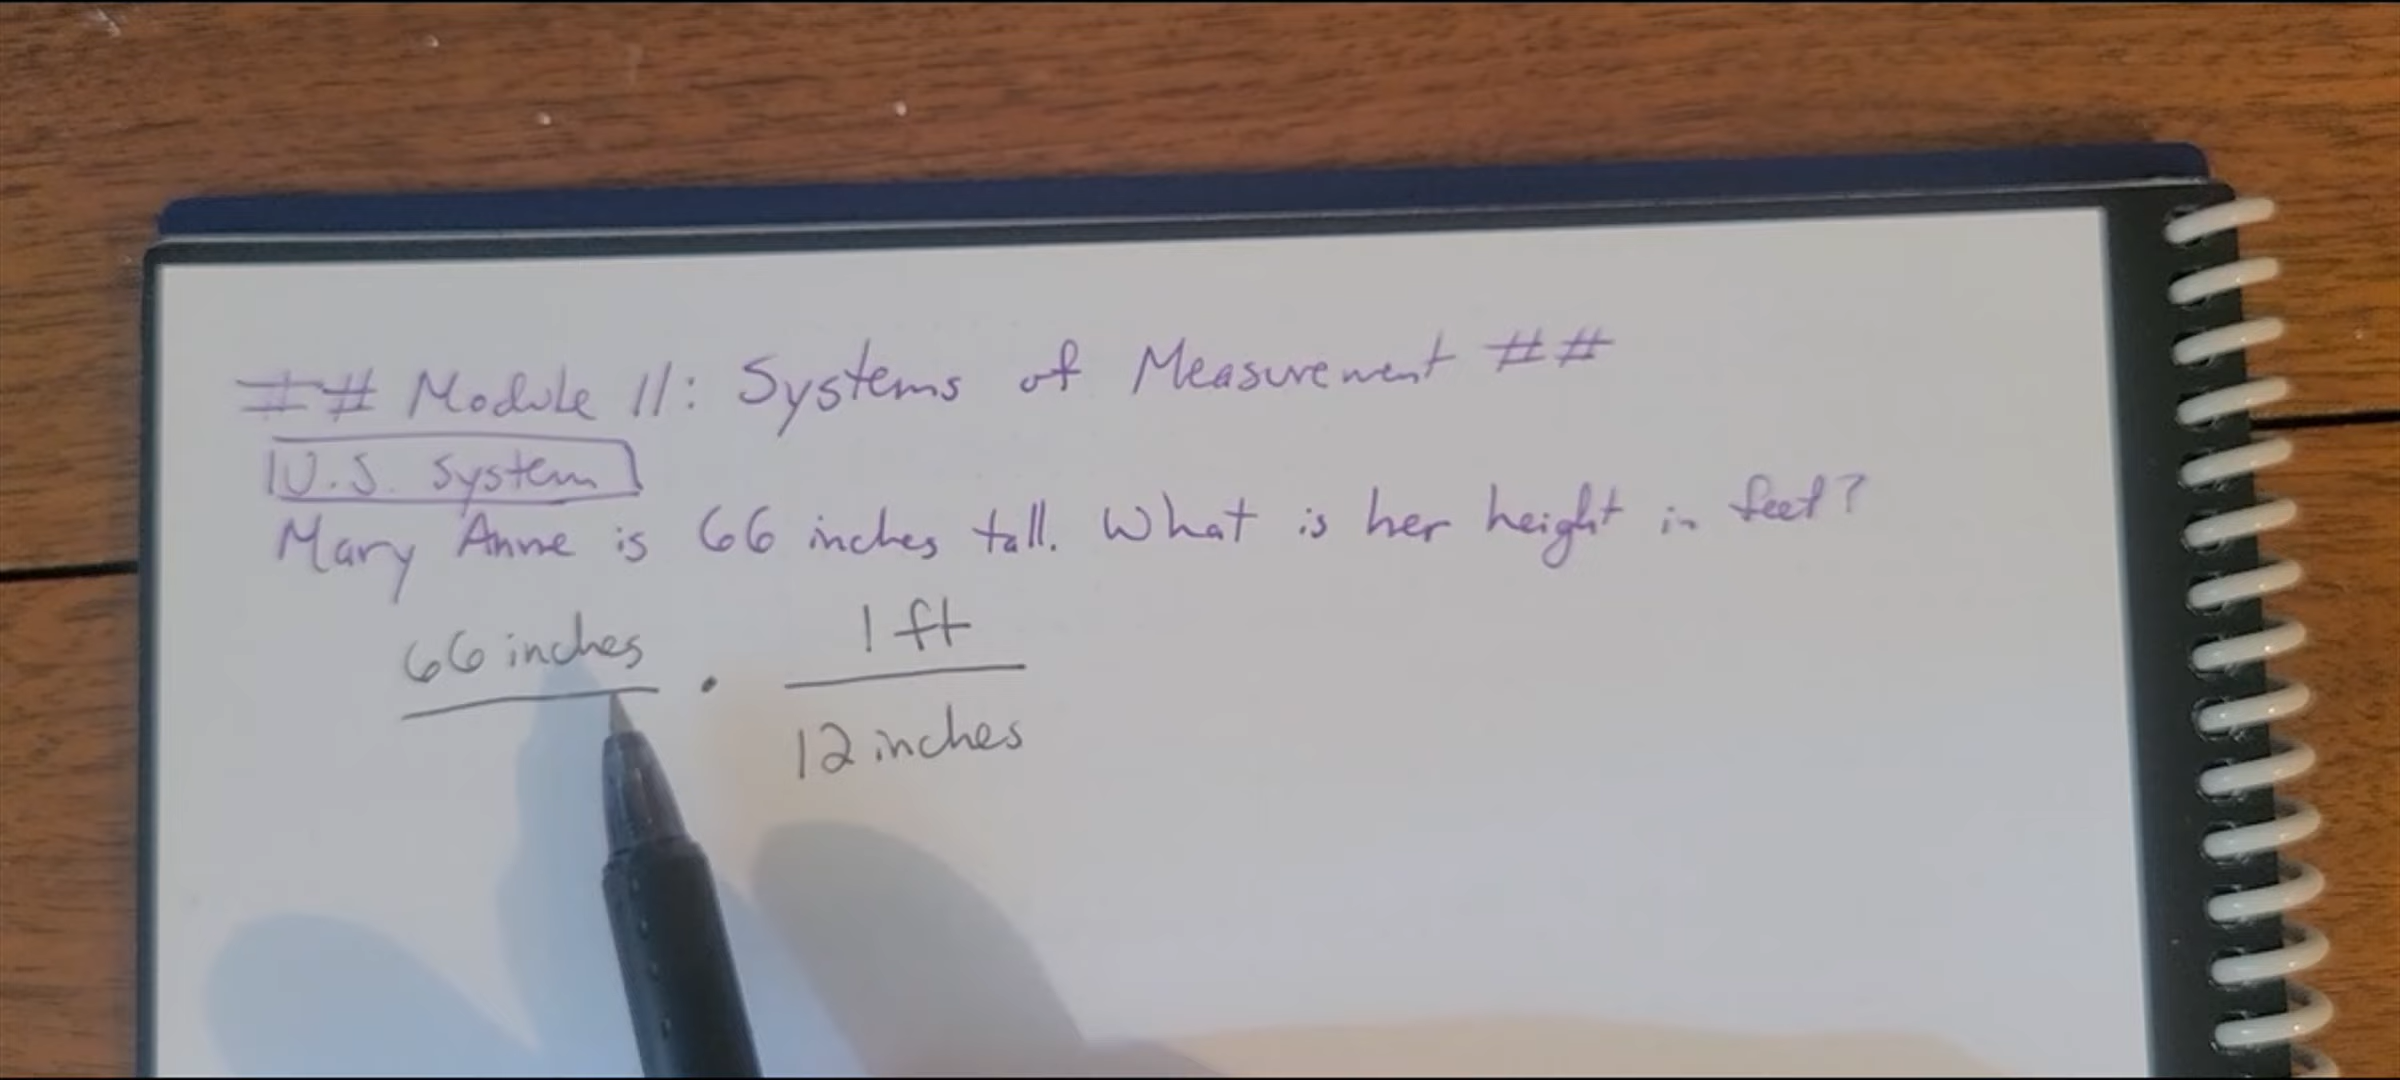 ## Module 11: Systems of Measurement ##
U.S. System
Mary Anne is 66 inches tall. What is her height in feet?
66 inches · 1 ft
12 inches